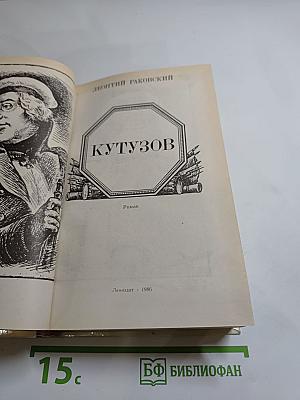 ЛЕОНТИЙ РАКОВСКИЙ
КУТУЗОВ
Роман
Лениздат · 1986
15с
БФ БИБЛИОФАН